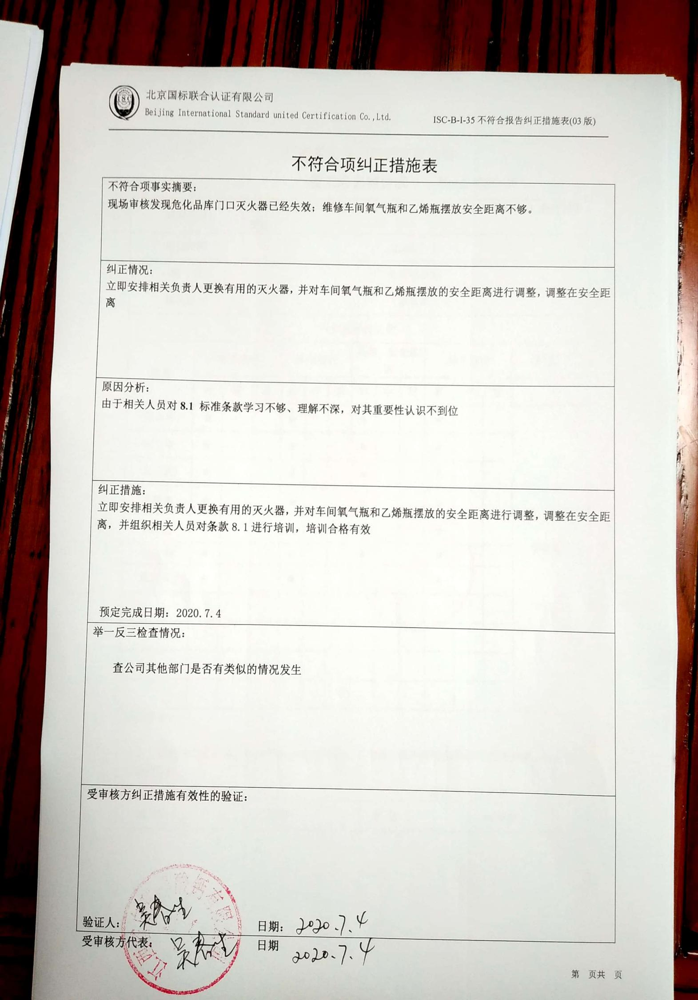 ISC
北京国标联合认证有限公司
Beijing International Standard united Certification Co.,Ltd.
ISC-B-I-35 不符合报告纠正措施表(03 版)
不符合项纠正措施表
不符合项事实摘要：
现场审核发现危化品库门口灭火器已经失效；维修车间氧气瓶和乙烯瓶摆放安全距离不够。
纠正情况：
立即安排相关负责人更换有用的灭火器，并对车间氧气瓶和乙烯瓶摆放的安全距离进行调整，调整在安全距
离
原因分析：
由于相关人员对 8.1 标准条款学习不够、理解不深，对其重要性认识不到位
纠正措施：
立即安排相关负责人更换有用的灭火器，并对车间氧气瓶和乙烯瓶摆放的安全距离进行调整，调整在安全距
离，并组织相关人员对条款 8.1 进行培训，培训合格有效
预定完成日期：2020.7.4
举一反三检查情况：
查公司其他部门是否有类似的情况发生
受审核方纠正措施有效性的验证：
验证人：吴春生 日期：2020.7.4
受审核方代表：吴春生 日期 2020.7.4
江西 有限公司
第 页共 页